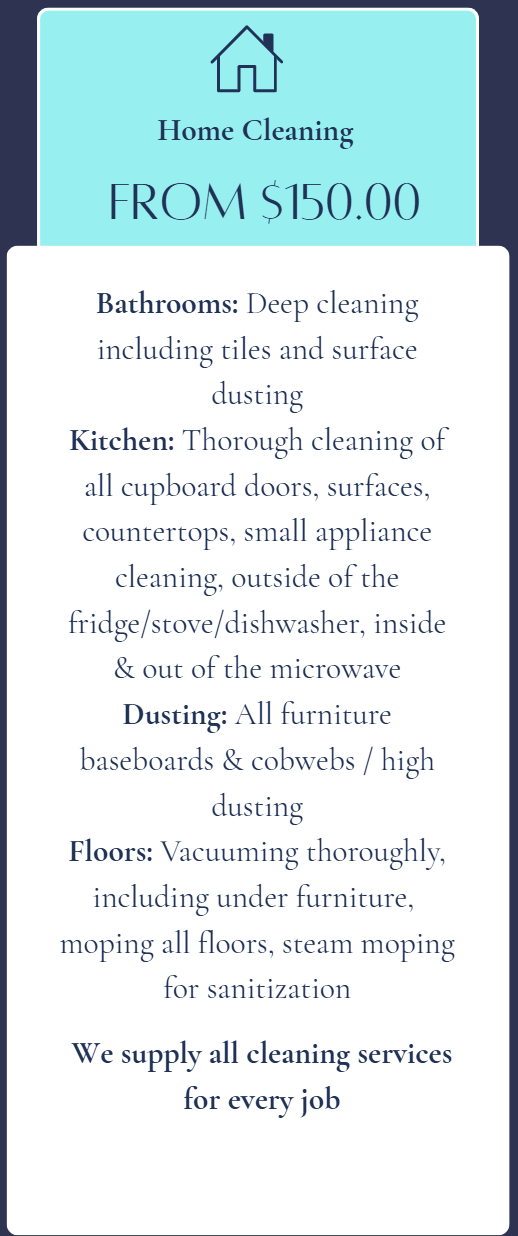 Home Cleaning
FROM $150.00
Bathrooms: Deep cleaning
including tiles and surface
dusting
Kitchen: Thorough cleaning of
all cupboard doors, surfaces,
countertops, small appliance
cleaning, outside of the
fridge/stove/dishwasher, inside
& out of the microwave
Dusting: All furniture
baseboards & cobwebs / high
dusting
Floors: Vacuuming thoroughly,
including under furniture,
moping all floors, steam moping
for sanitization
We supply all cleaning services
for every job